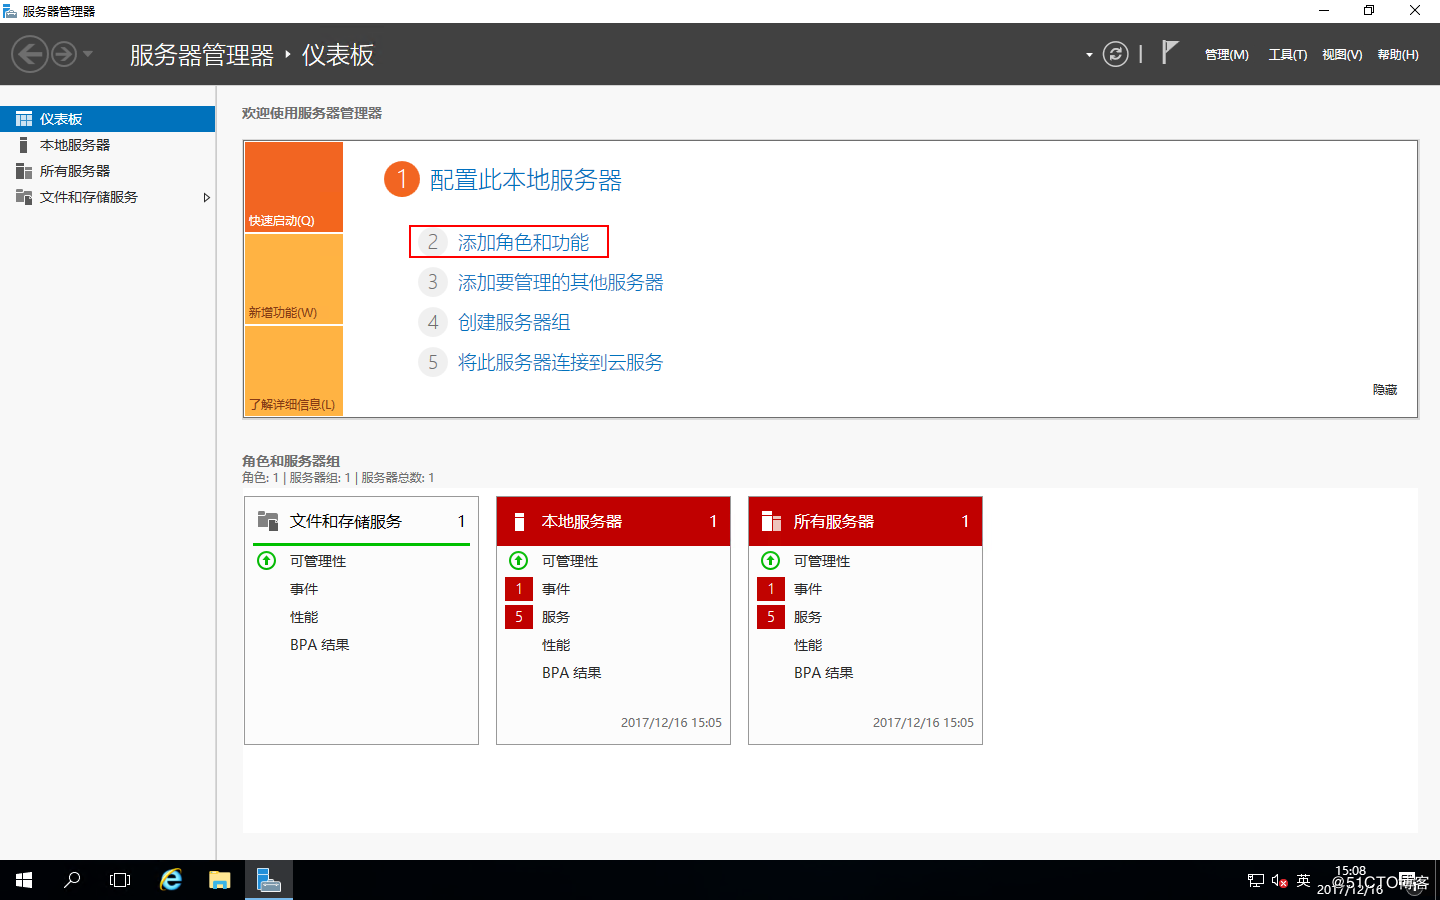 服务器管理器
服务器管理器 ‣ 仪表板
管理(M) 工具(T) 视图(V) 帮助(H)
仪表板
本地服务器
所有服务器
文件和存储服务
欢迎使用服务器管理器
快速启动(Q)
新增功能(W)
了解详细信息(L)
1 配置此本地服务器
2 添加角色和功能
3 添加要管理的其他服务器
4 创建服务器组
5 将此服务器连接到云服务
隐藏
角色和服务器组
角色: 1 | 服务器组: 1 | 服务器总数: 1
文件和存储服务 1
可管理性
事件
性能
BPA 结果
本地服务器 1
可管理性
1 事件
5 服务
性能
BPA 结果
2017/12/16 15:05
所有服务器 1
可管理性
1 事件
5 服务
性能
BPA 结果
2017/12/16 15:05
英
15:08
2017/12/16
@51CTO博客